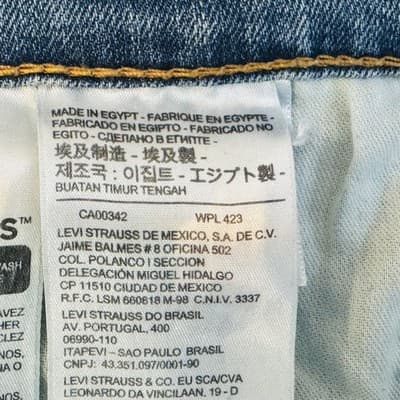 MADE IN EGYPT - FABRIQUE EN EGYPTE -
FABRICADO EN EGIPTO - FABRICADO NO
EGITO - СДЕЛАНО В ЕГИПТЕ -
埃及制造 - 埃及製 -
제조국 : 이집트 - エジプト製 -
BUATAN TIMUR TENGAH
CA00342 WPL 423
LEVI STRAUSS DE MEXICO, S.A. DE C.V.
JAIME BALMES # 8 OFICINA 502
COL. POLANCO I SECCION
DELEGACIÓN MIGUEL HIDALGO
CP 11510 CIUDAD DE MEXICO
R.F.C. LSM 660618 M-98 C.N.I.V. 3337
LEVI STRAUSS DO BRASIL
AV. PORTUGAL, 400
06990-110
ITAPEVI – SAO PAULO BRASIL
CNPJ: 43.351.097/0001-90
LEVI STRAUSS & CO. EU SCA/CVA
LEONARDO DA VINCILAAN, 19 - D